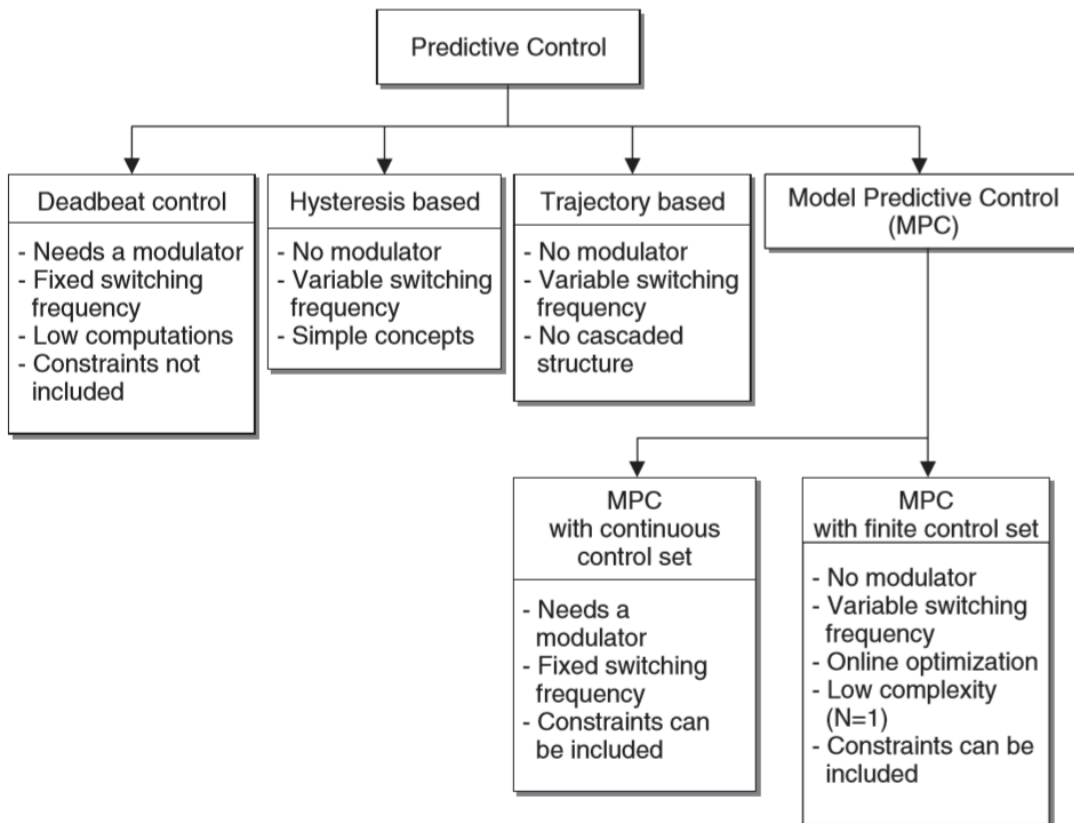 Predictive Control
Deadbeat control
- Needs a modulator
- Fixed switching
frequency
- Low computations
- Constraints not
included
Hysteresis based
- No modulator
- Variable switching
frequency
- Simple concepts
Trajectory based
- No modulator
- Variable switching
frequency
- No cascaded
structure
Model Predictive Control
(MPC)
MPC
with continuous
control set
- Needs a
modulator
- Fixed switching
frequency
- Constraints can
be included
MPC
with finite control set
- No modulator
- Variable switching
frequency
- Online optimization
- Low complexity
(N=1)
- Constraints can be
included